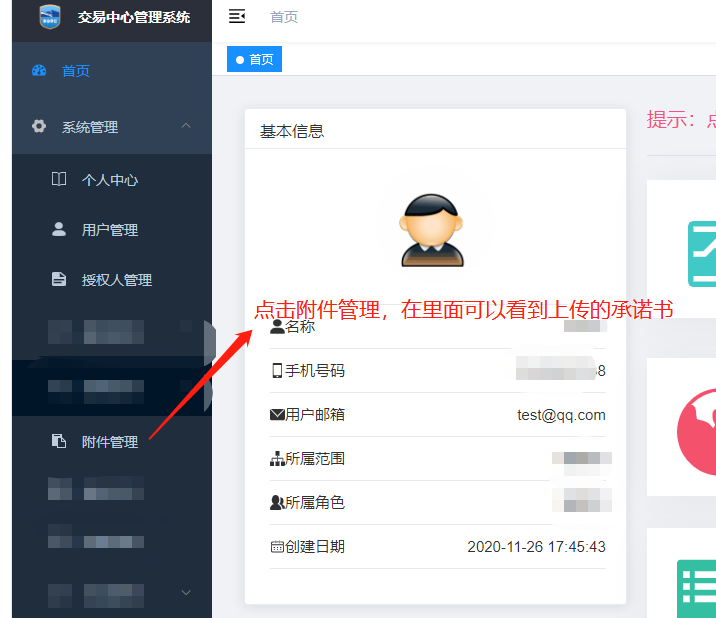 交易中心管理系统
首页
首页
首页
系统管理
个人中心
用户管理
授权人管理
附件管理
基本信息
提示：
点击附件管理，在里面可以看到上传的承诺书
名称
手机号码
8
用户邮箱 test@qq.com
所属范围
所属角色
创建日期 2020-11-26 17:45:43